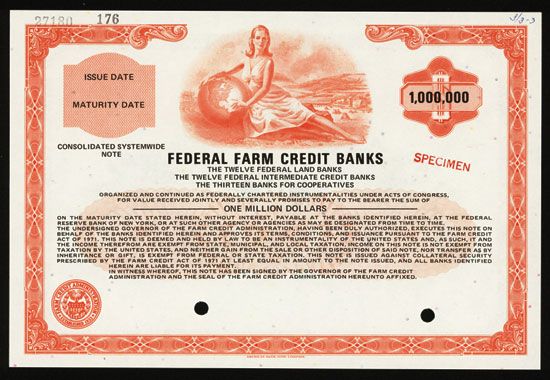 27180 176
3/3-3
ISSUE DATE
MATURITY DATE
1,000,000
CONSOLIDATED SYSTEMWIDE
NOTE
FEDERAL FARM CREDIT BANKS
SPECIMEN
THE TWELVE FEDERAL LAND BANKS
THE TWELVE FEDERAL INTERMEDIATE CREDIT BANKS
THE THIRTEEN BANKS FOR COOPERATIVES
ORGANIZED AND CONTINUED AS FEDERALLY CHARTERED INSTRUMENTALITIES UNDER ACTS OF CONGRESS,
FOR VALUE RECEIVED JOINTLY AND SEVERALLY PROMISES TO PAY TO THE BEARER THE SUM OF
ONE MILLION DOLLARS
ON THE MATURITY DATE STATED HEREIN, WITHOUT INTEREST, PAYABLE AT THE BANKS IDENTIFIED HEREIN, AT THE FEDERAL
RESERVE BANK OF NEW YORK, OR AT SUCH OTHER AGENCY OR AGENCIES AS MAY BE DESIGNATED FROM TIME TO TIME.
THE UNDERSIGNED GOVERNOR OF THE FARM CREDIT ADMINISTRATION, HAVING BEEN DULY AUTHORIZED, EXECUTES THIS NOTE ON
BEHALF OF THE BANKS IDENTIFIED HEREIN AND APPROVES ITS TERMS, CONDITIONS, AND ISSUANCE PURSUANT TO THE FARM CREDIT
ACT OF 1971. THIS NOTE IS DEEMED AND HELD BY LAW TO BE AN INSTRUMENTALITY OF THE UNITED STATES AND, AS SUCH, IT AND
THE INCOME THEREFROM ARE EXEMPT FROM STATE, MUNICIPAL, AND LOCAL TAXATION. INCOME ON THIS NOTE IS NOT EXEMPT FROM
TAXATION BY THE UNITED STATES, AND NEITHER GAIN FROM THE SALE OR OTHER DISPOSITION OF SAID NOTE NOR TRANSFER AS BY
INHERITANCE OR GIFT, IS EXEMPT FROM FEDERAL OR STATE TAXATION. THIS NOTE IS ISSUED AGAINST COLLATERAL SECURITY
PRESCRIBED BY THE FARM CREDIT ACT OF 1971 AT LEAST EQUAL IN AMOUNT TO THE NOTE ISSUED, AND ALL BANKS IDENTIFIED
HEREIN ARE LIABLE FOR ITS PAYMENT.
IN WITNESS WHEREOF, THIS NOTE HAS BEEN SIGNED BY THE GOVERNOR OF THE FARM CREDIT
ADMINISTRATION AND THE SEAL OF THE FARM CREDIT ADMINISTRATION HEREUNTO AFFIXED.
AMERICAN BANK NOTE COMPANY